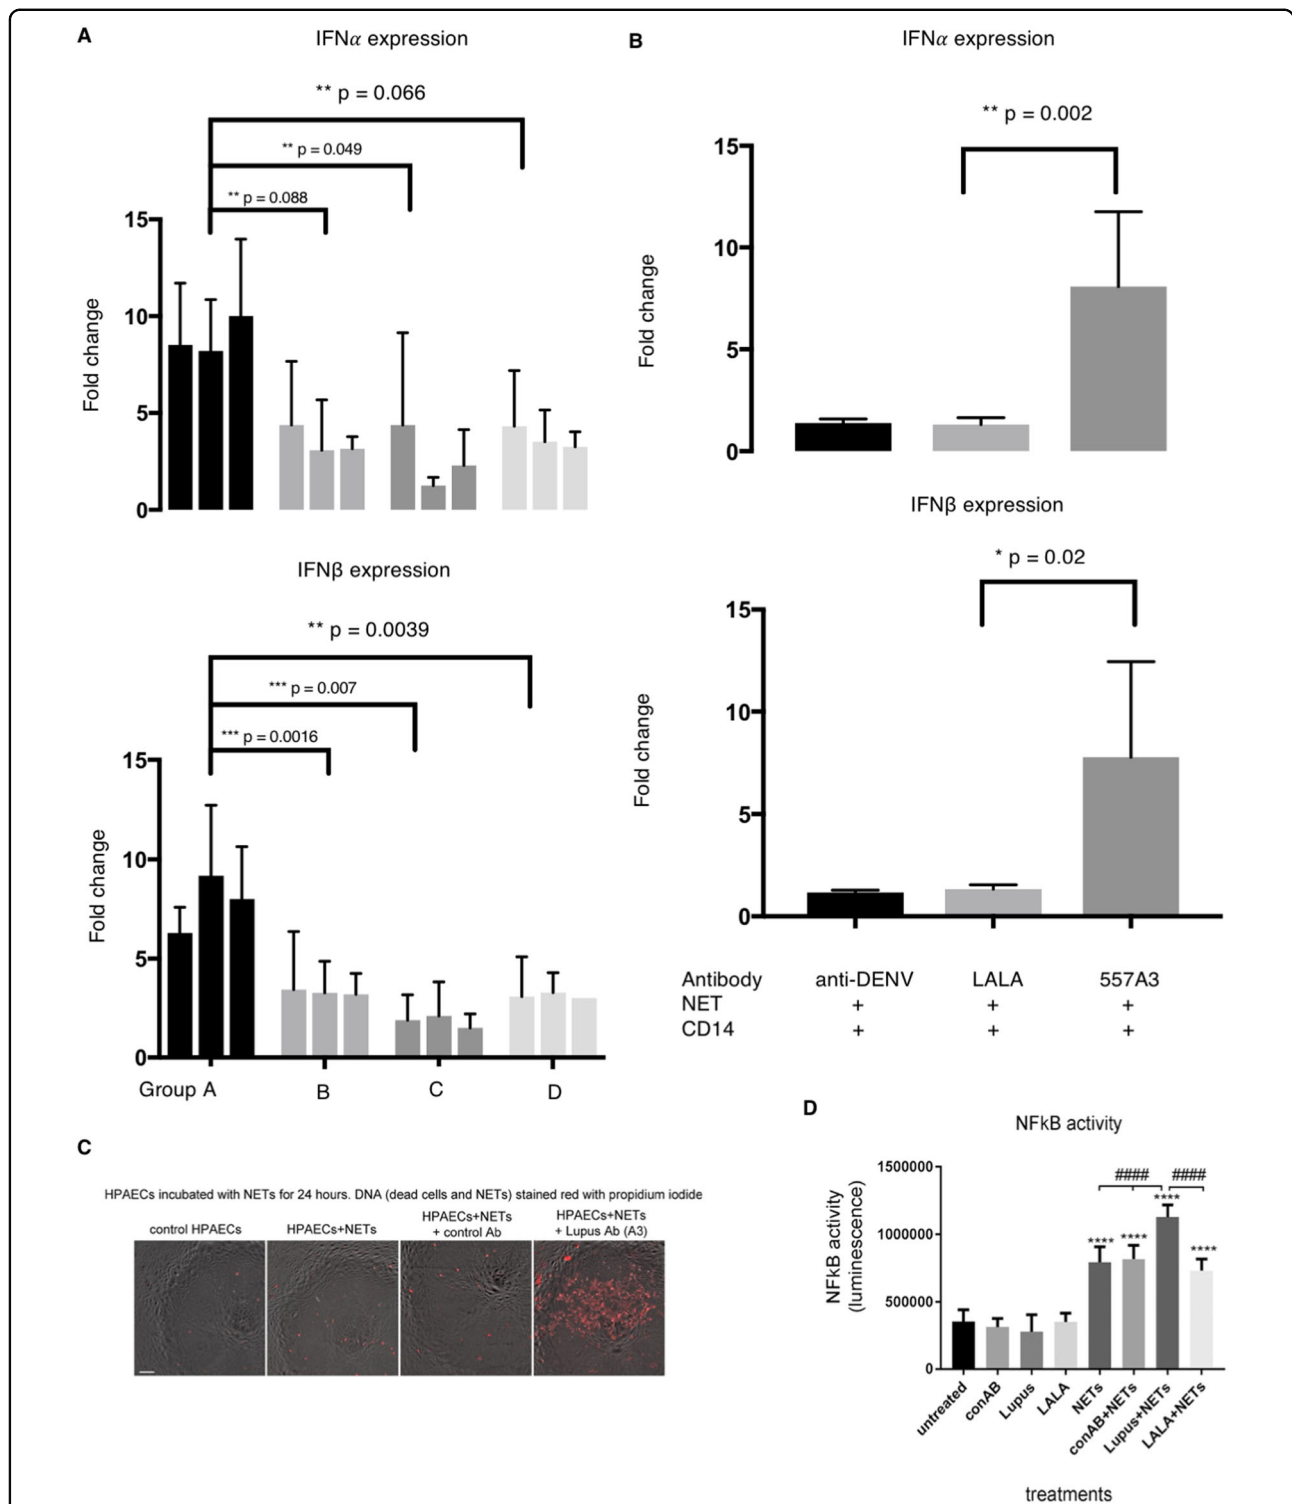 A
IFNα expression
** p = 0.066
** p = 0.049
** p = 0.088
15
10
5
0
Fold change
IFNβ expression
** p = 0.0039
*** p = 0.007
*** p = 0.0016
15
10
5
0
Fold change
Group A B C D
B
IFNα expression
** p = 0.002
15
10
5
0
Fold change
IFNβ expression
* p = 0.02
15
10
5
0
Fold change
Antibody anti-DENV LALA 557A3
NET + + +
CD14 + + +
C
HPAECs incubated with NETs for 24 hours. DNA (dead cells and NETs) stained red with propidium iodide
control HPAECs
HPAECs+NETs
HPAECs+NETs
+ control Ab
HPAECs+NETs
+ Lupus Ab (A3)
D
NFkB activity
1500000
1000000
500000
0
NFkB activity
(luminescence)
#### ####
**** **** **** ****
untreated
conAB
Lupus
LALA
NETs
conAB+NETs
Lupus+NETs
LALA+NETs
treatments